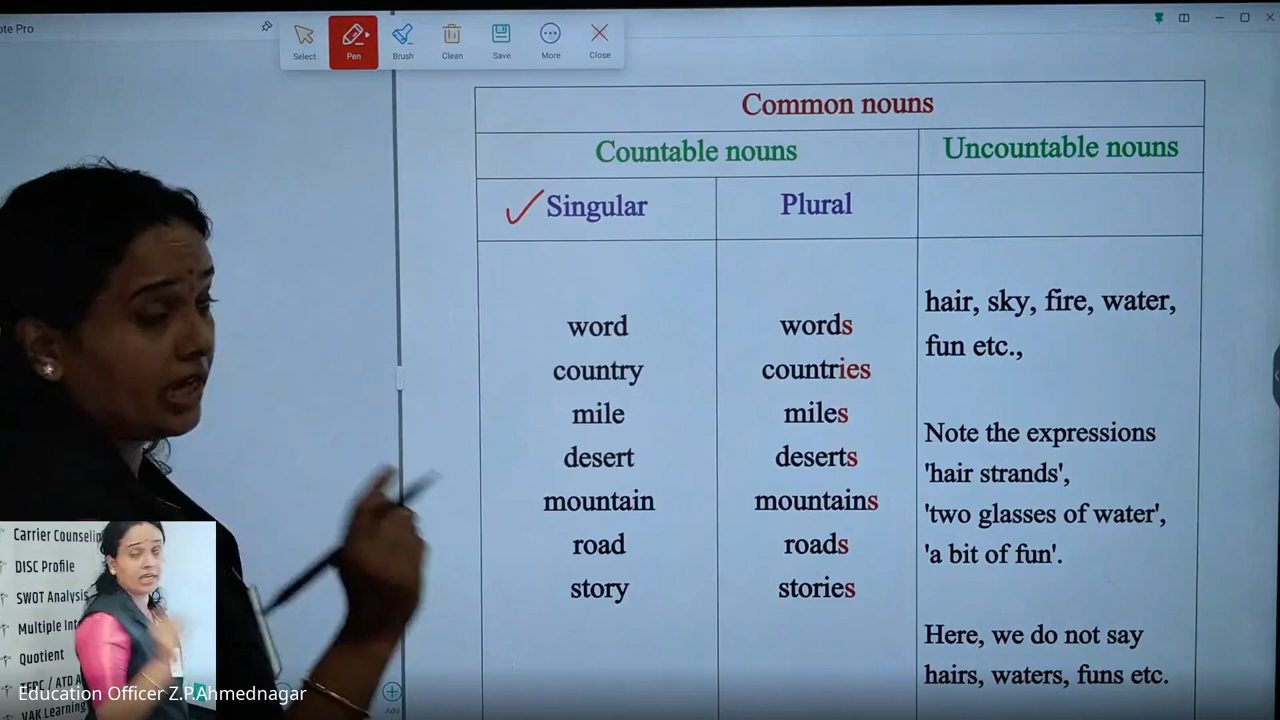 ote Pro
Select
Pen
Brush
Clean
Save
More
Close
Common nouns
Countable nouns
Uncountable nouns
Singular
Plural
word
words
country
countries
mile
miles
desert
deserts
mountain
mountains
road
roads
story
stories
hair, sky, fire, water,
fun etc.,
Note the expressions
'hair strands',
'two glasses of water',
'a bit of fun'.
Here, we do not say
hairs, waters, funs etc.
Carrier Counselin
DISC Profile
SWOT Analysis
Multiple Int
Quotient
VAK Learning
Education Officer Z.P.Ahmednagar
Add